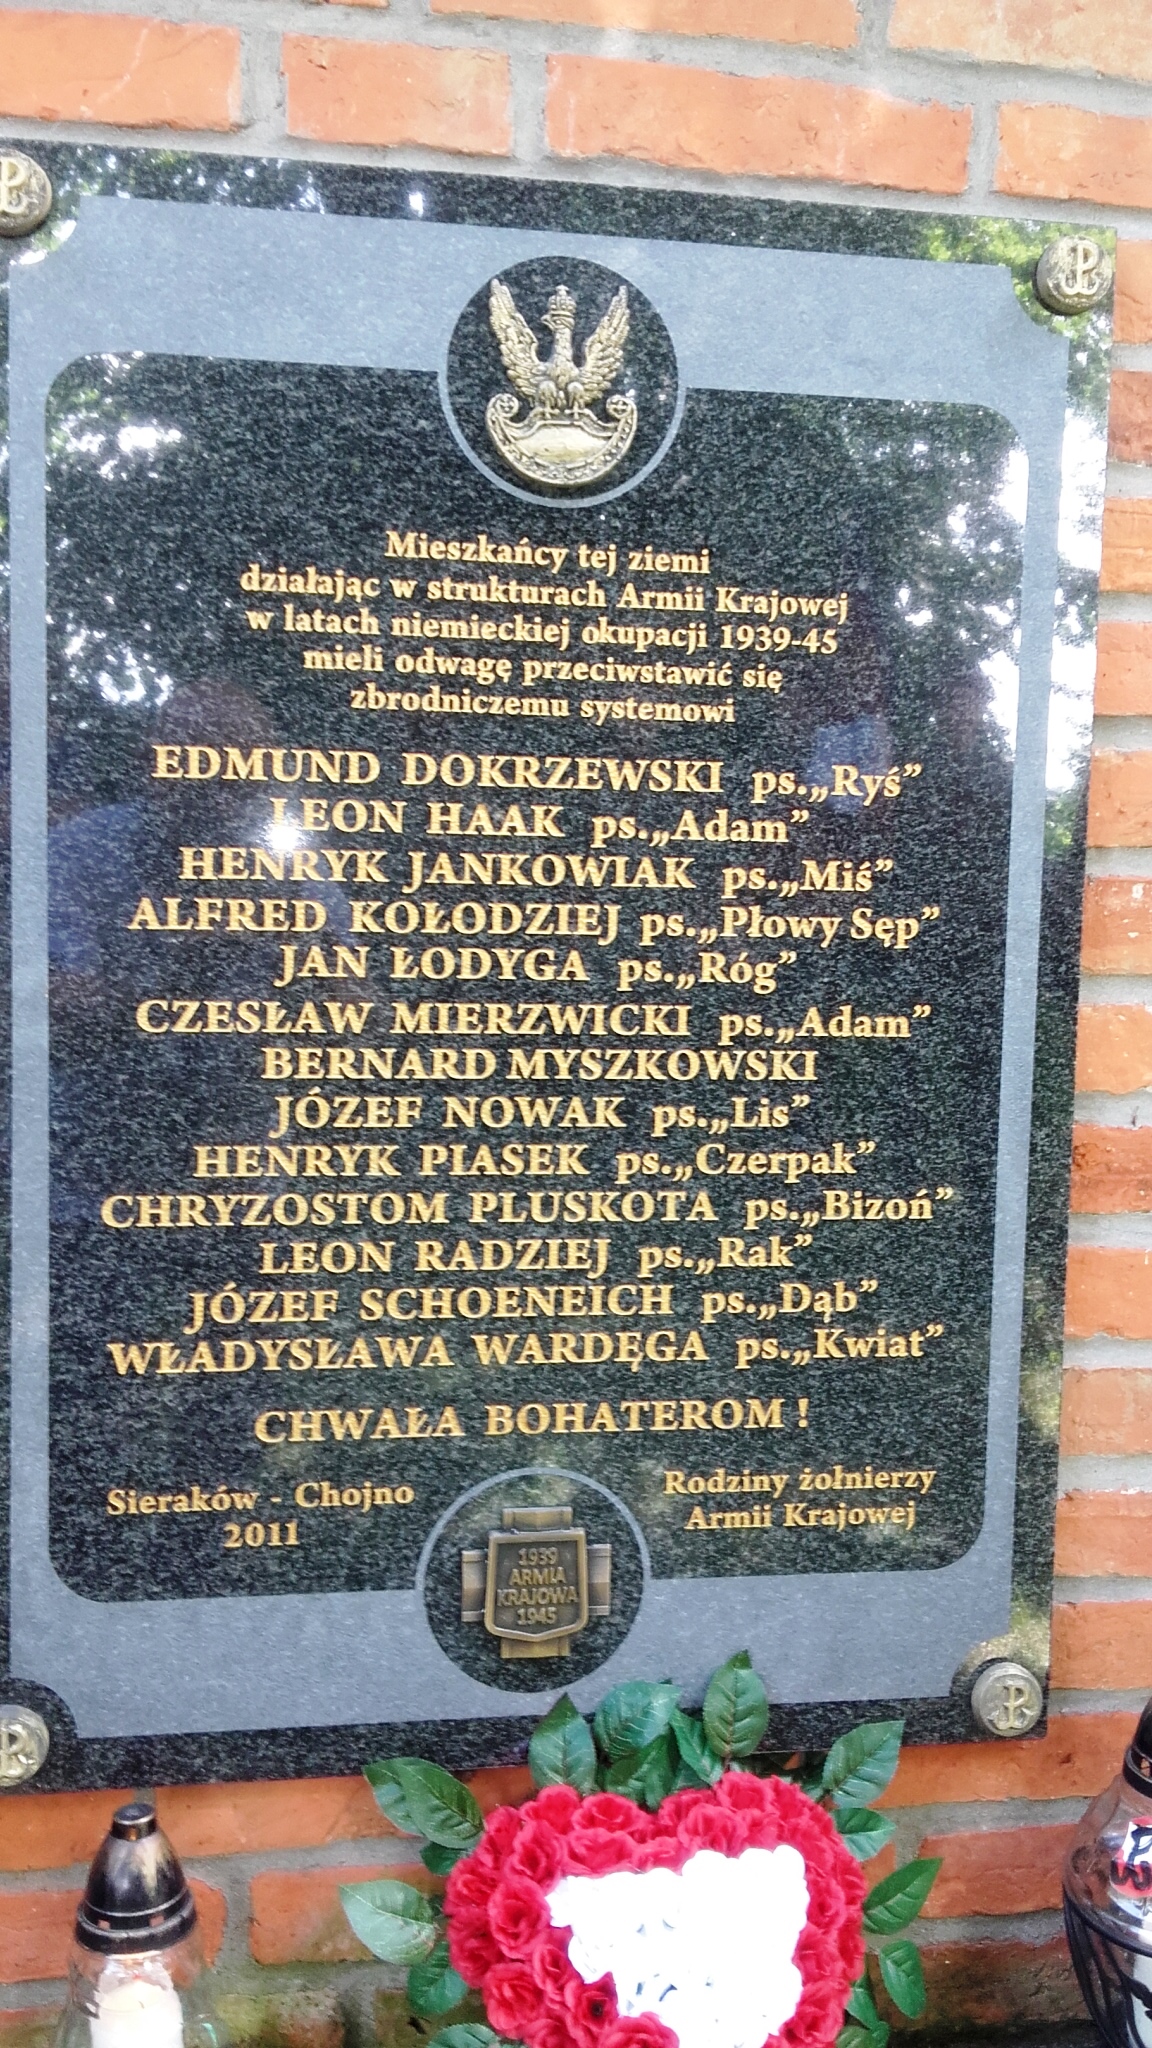 Mieszkańcy tej ziemi
działając w strukturach Armii Krajowej
w latach niemieckiej okupacji 1939-45
mieli odwagę przeciwstawić się
zbrodniczemu systemowi
EDMUND DOKRZEWSKI ps.„Ryś”
LEON HAAK ps.„Adam”
HENRYK JANKOWIAK ps.„Miś”
ALFRED KOŁODZIEJ ps.„Płowy Sęp”
JAN ŁODYGA ps.„Róg”
CZESŁAW MIERZWICKI ps.„Adam”
BERNARD MYSZKOWSKI
JÓZEF NOWAK ps.„Lis”
HENRYK PIASEK ps.„Czerpak”
CHRYZOSTOM PLUSKOTA ps.„Bizoń”
LEON RADZIEJ ps.„Rak”
JÓZEF SCHOENEICH ps.„Dąb”
WŁADYSŁAWA WARDĘGA ps.„Kwiat”
CHWAŁA BOHATEROM !
Sieraków - Chojno
2011
Rodziny żołnierzy
Armii Krajowej
1939
ARMIA
KRAJOWA
1945